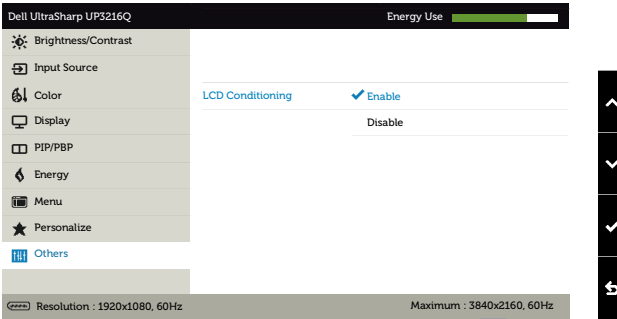 Dell UltraSharp UP3216Q Energy Use
Brightness/Contrast
Input Source
Color LCD Conditioning Enable
Display Disable
PIP/PBP
Energy
Menu
Personalize
Others
Resolution : 1920x1080, 60Hz Maximum : 3840x2160, 60Hz